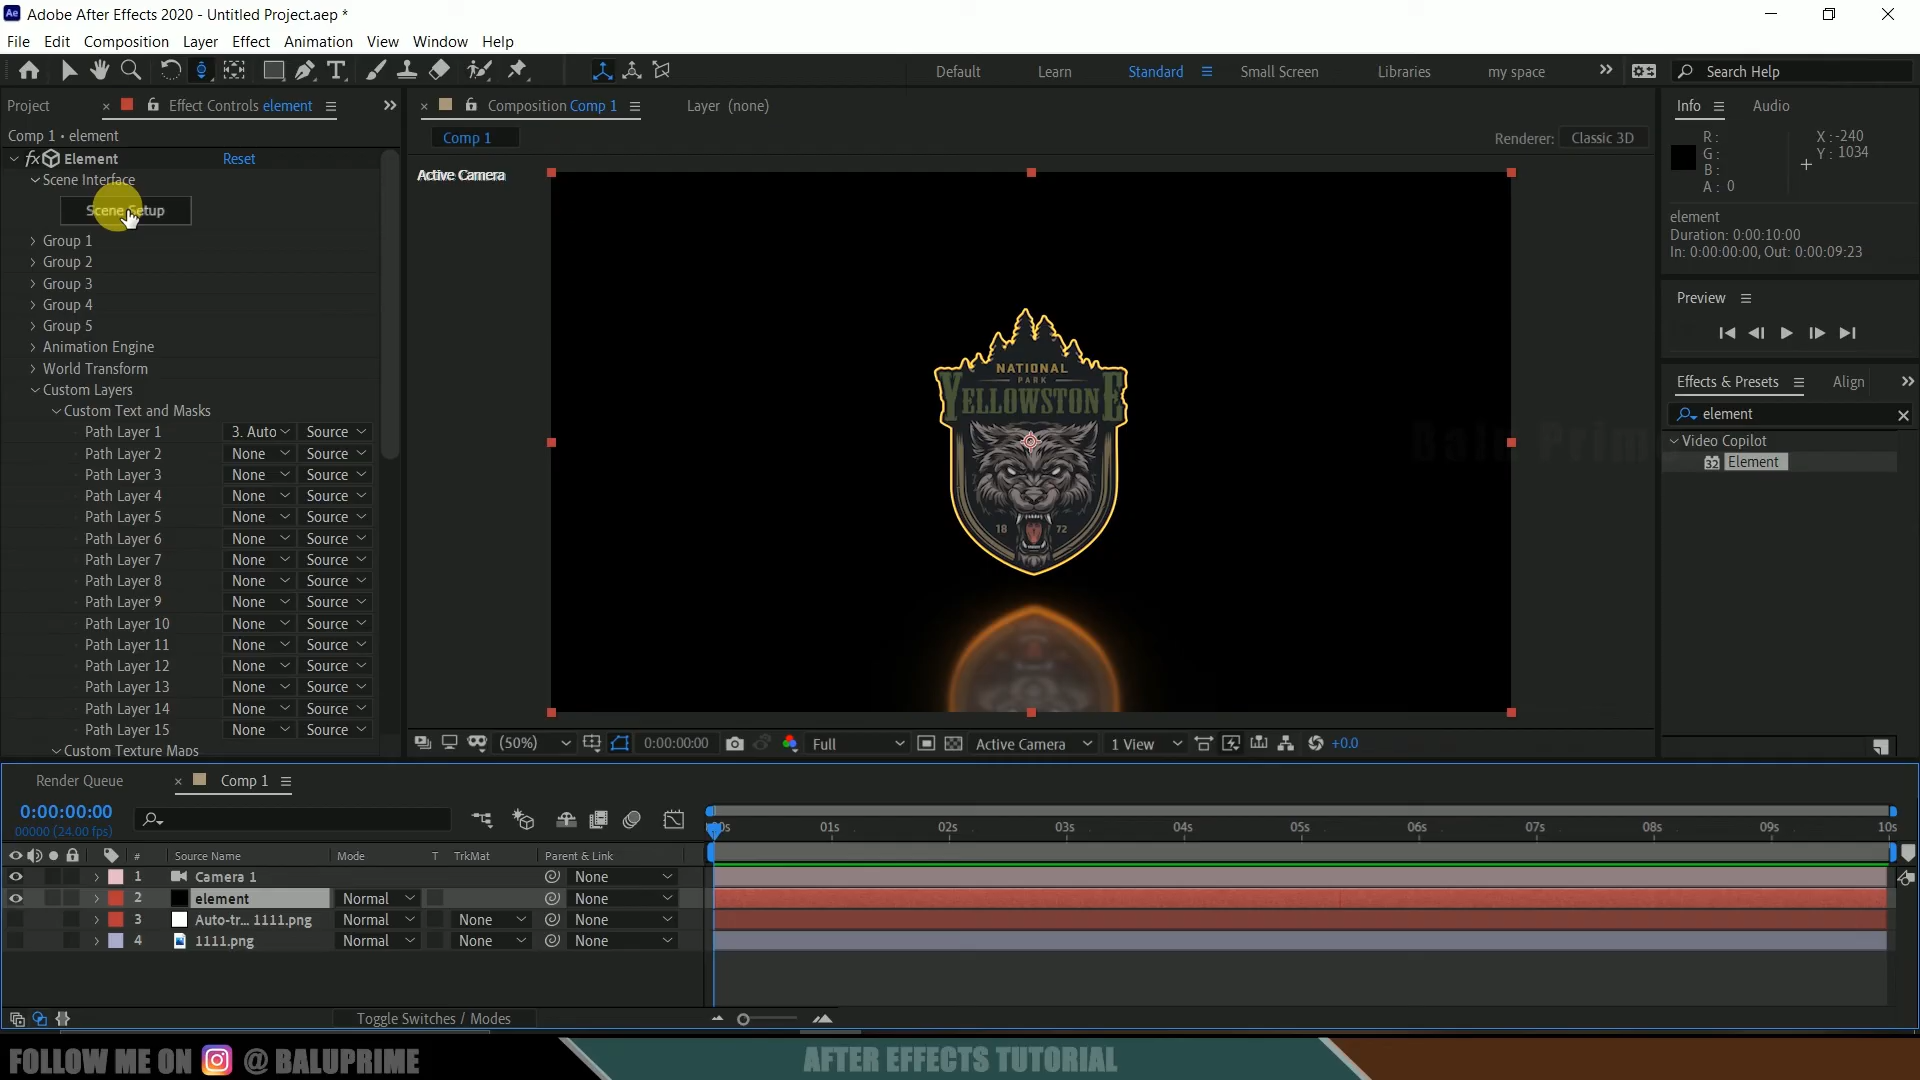 Adobe After Effects 2020 - Untitled Project.aep *
File Edit Composition Layer Effect Animation View Window Help
Default Learn Standard Small Screen Libraries my space Search Help
Project Effect Controls element
Composition Comp 1 Layer (none)
Info Audio
Comp 1 • element
Comp 1
Renderer: Classic 3D
R :
G :
B :
A : 0
X : -240
Y : 1034
fx Element Reset
Scene Interface
Scene Setup
Group 1
Group 2
Group 3
Group 4
Group 5
Animation Engine
World Transform
Custom Layers
Custom Text and Masks
Path Layer 1 3. Auto Source
Path Layer 2 None Source
Path Layer 3 None Source
Path Layer 4 None Source
Path Layer 5 None Source
Path Layer 6 None Source
Path Layer 7 None Source
Path Layer 8 None Source
Path Layer 9 None Source
Path Layer 10 None Source
Path Layer 11 None Source
Path Layer 12 None Source
Path Layer 13 None Source
Path Layer 14 None Source
Path Layer 15 None Source
Custom Texture Maps
Active Camera
NATIONAL
PARK
YELLOWSTONE
18 72
element
Duration: 0:00:10:00
In: 0:00:00:00, Out: 0:00:09:23
Preview
Effects & Presets Align
element
Video Copilot
32 Element
(50%) 0:00:00:00 Full Active Camera 1 View +0.0
Render Queue Comp 1
0:00:00:00
00000 (24.00 fps)
01s 02s 03s 04s 05s 06s 07s 08s 09s 10s
# Source Name Mode T TrkMat Parent & Link
1 Camera 1 None
2 element Normal None
3 Auto-tr... 1111.png Normal None None
4 1111.png Normal None None
Toggle Switches / Modes
FOLLOW ME ON @ BALUPRIME
AFTER EFFECTS TUTORIAL